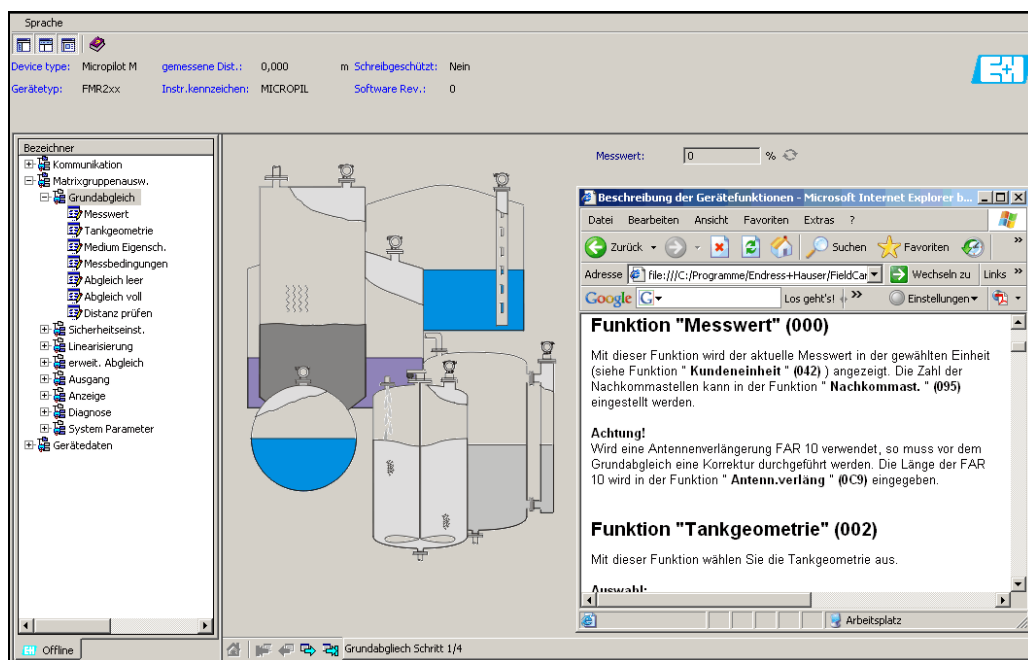 Sprache
Device type: Micropilot M gemessene Dist.: 0,000 m Schreibgeschützt: Nein
Gerätetyp: FMR2xx Instr.kennzeichen: MICROPIL Software Rev.: 0
E+H
Bezeichner
Kommunikation
Matrixgruppenausw.
Grundabgleich
Messwert
Tankgeometrie
Medium Eigensch.
Messbedingungen
Abgleich leer
Abgleich voll
Distanz prüfen
Sicherheitseinst.
Linearisierung
erweit. Abgleich
Ausgang
Anzeige
Diagnose
System Parameter
Gerätedaten
Messwert: 0 %
Beschreibung der Gerätefunktionen - Microsoft Internet Explorer b...
Datei Bearbeiten Ansicht Favoriten Extras ?
Zurück Suchen Favoriten »
Adresse file:///C:/Programme/Endress+Hauser/FieldCar Wechseln zu Links »
Google G Los geht's! » Einstellungen
Funktion "Messwert" (000)
Mit dieser Funktion wird der aktuelle Messwert in der gewählten Einheit
(siehe Funktion " Kundeneinheit " (042) ) angezeigt. Die Zahl der
Nachkommastellen kann in der Funktion " Nachkommast. " (095)
eingestellt werden.
Achtung!
Wird eine Antennenverlängerung FAR 10 verwendet, so muss vor dem
Grundabgleich eine Korrektur durchgeführt werden. Die Länge der FAR
10 wird in der Funktion " Antenn.verläng " (0C9) eingegeben.
Funktion "Tankgeometrie" (002)
Mit dieser Funktion wählen Sie die Tankgeometrie aus.
Auswahl:
Arbeitsplatz
Offline
Grundabgliech Schritt 1/4